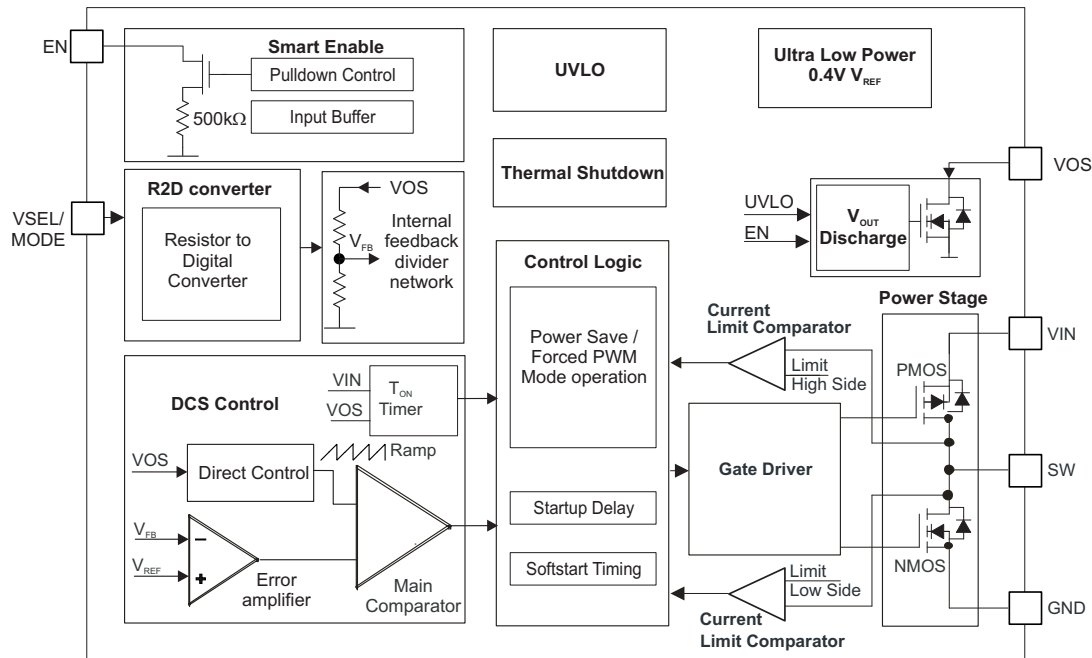 EN
Smart Enable
Pulldown Control
500kΩ
Input Buffer
UVLO
Ultra Low Power
0.4V VREF
Thermal Shutdown
VOS
VSEL/
MODE
R2D converter
Resistor to
Digital
Converter
VOS
VFB
Internal
feedback
divider
network
UVLO
EN
VOUT
Discharge
Control Logic
Power Save /
Forced PWM
Mode operation
Startup Delay
Softstart Timing
Current
Limit Comparator
Limit
High Side
Power Stage
PMOS
VIN
DCS Control
VIN
VOS
TON
Timer
Ramp
VOS
Direct Control
VFB
VREF
−
+
Error
amplifier
Main
Comparator
Gate Driver
SW
NMOS
Limit
Low Side
Current
Limit Comparator
GND